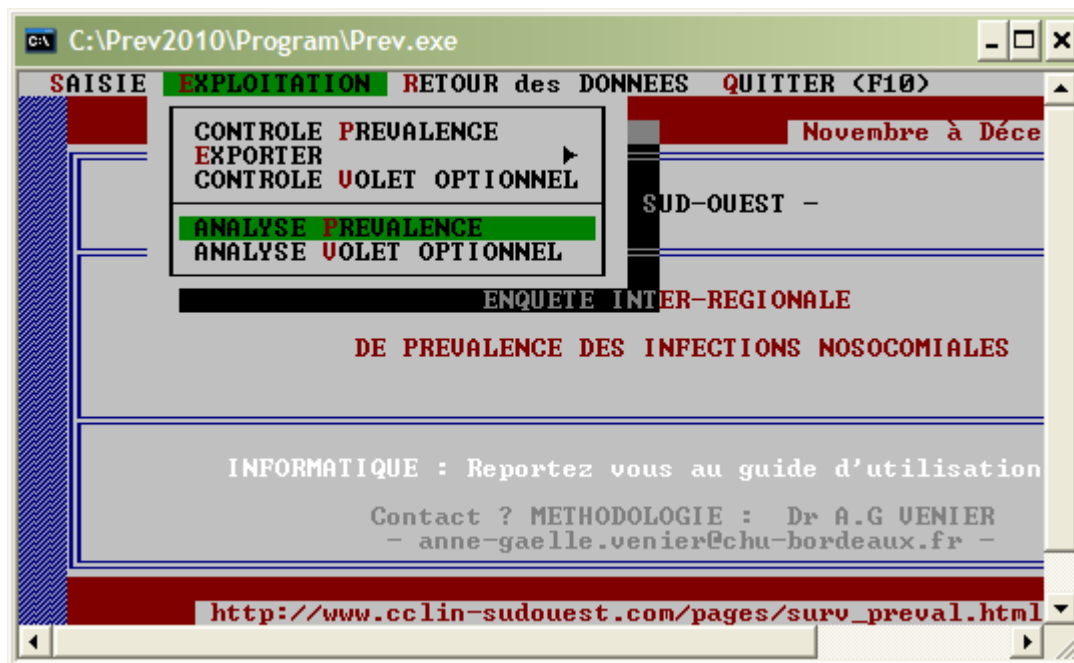 C:\Prev2010\Program\Prev.exe
SAISIE EXPLOITATION RETOUR des DONNEES QUITTER (F10)
CONTROLE PREVALENCE
Novembre à Déce
EXPORTER
CONTROLE VOLET OPTIONNEL
SUD-OUEST -
ANALYSE PREVALENCE
ANALYSE VOLET OPTIONNEL
ENQUETE INTER-REGIONALE
DE PREVALENCE DES INFECTIONS NOSOCOMIALES
INFORMATIQUE : Reportez vous au guide d'utilisation
Contact ? METHODOLOGIE : Dr A.G VENIER
- anne-gaelle.venier@chu-bordeaux.fr -
http://www.cclin-sudouest.com/pages/surv_preval.html